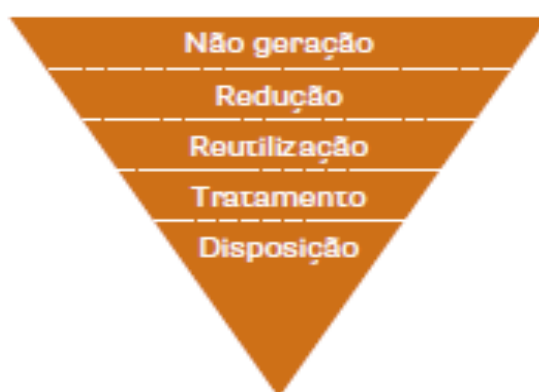 Não geração
Redução
Reutilização
Tratamento
Disposição